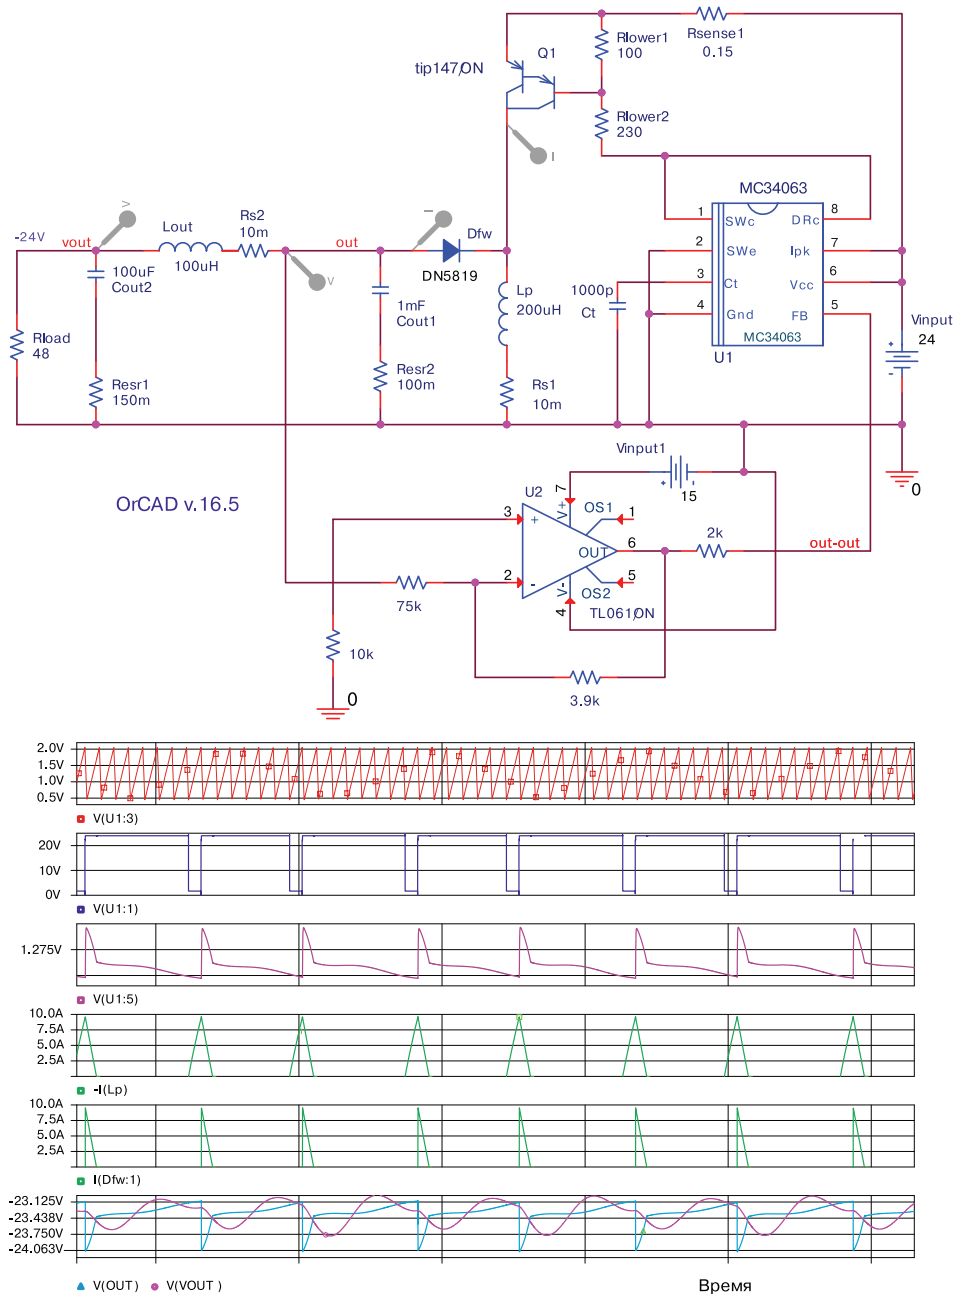 Rlower1
100
Rsense1
0.15
Q1
tip147/ON
Rlower2
230
MC34063
1
SWc
DRc
8
2
SWe
Ipk
7
3
Ct
Vcc
6
4
Gnd
FB
5
MC34063
U1
Vinput
24
+
-
0
-24V
vout
V
Lout
100uH
Rs2
10m
out
I
Dfw
DN5819
I
V
100uF
Cout2
1mF
Cout1
Lp
200uH
1000p
Ct
Rload
48
Resr1
150m
Resr2
100m
Rs1
10m
Vinput1
+
-
15
OrCAD v.16.5
U2
7
V+
OS1
1
3
+
OUT
6
2k
out-out
2
-
OS2
5
V-
4
TL061/ON
75k
10k
0
3.9k
2.0V
1.5V
1.0V
0.5V
V(U1:3)
20V
10V
0V
V(U1:1)
1.275V
V(U1:5)
10.0A
7.5A
5.0A
2.5A
-I(Lp)
10.0A
7.5A
5.0A
2.5A
I(Dfw:1)
-23.125V
-23.438V
-23.750V
-24.063V
V(OUT) V(VOUT )
Время